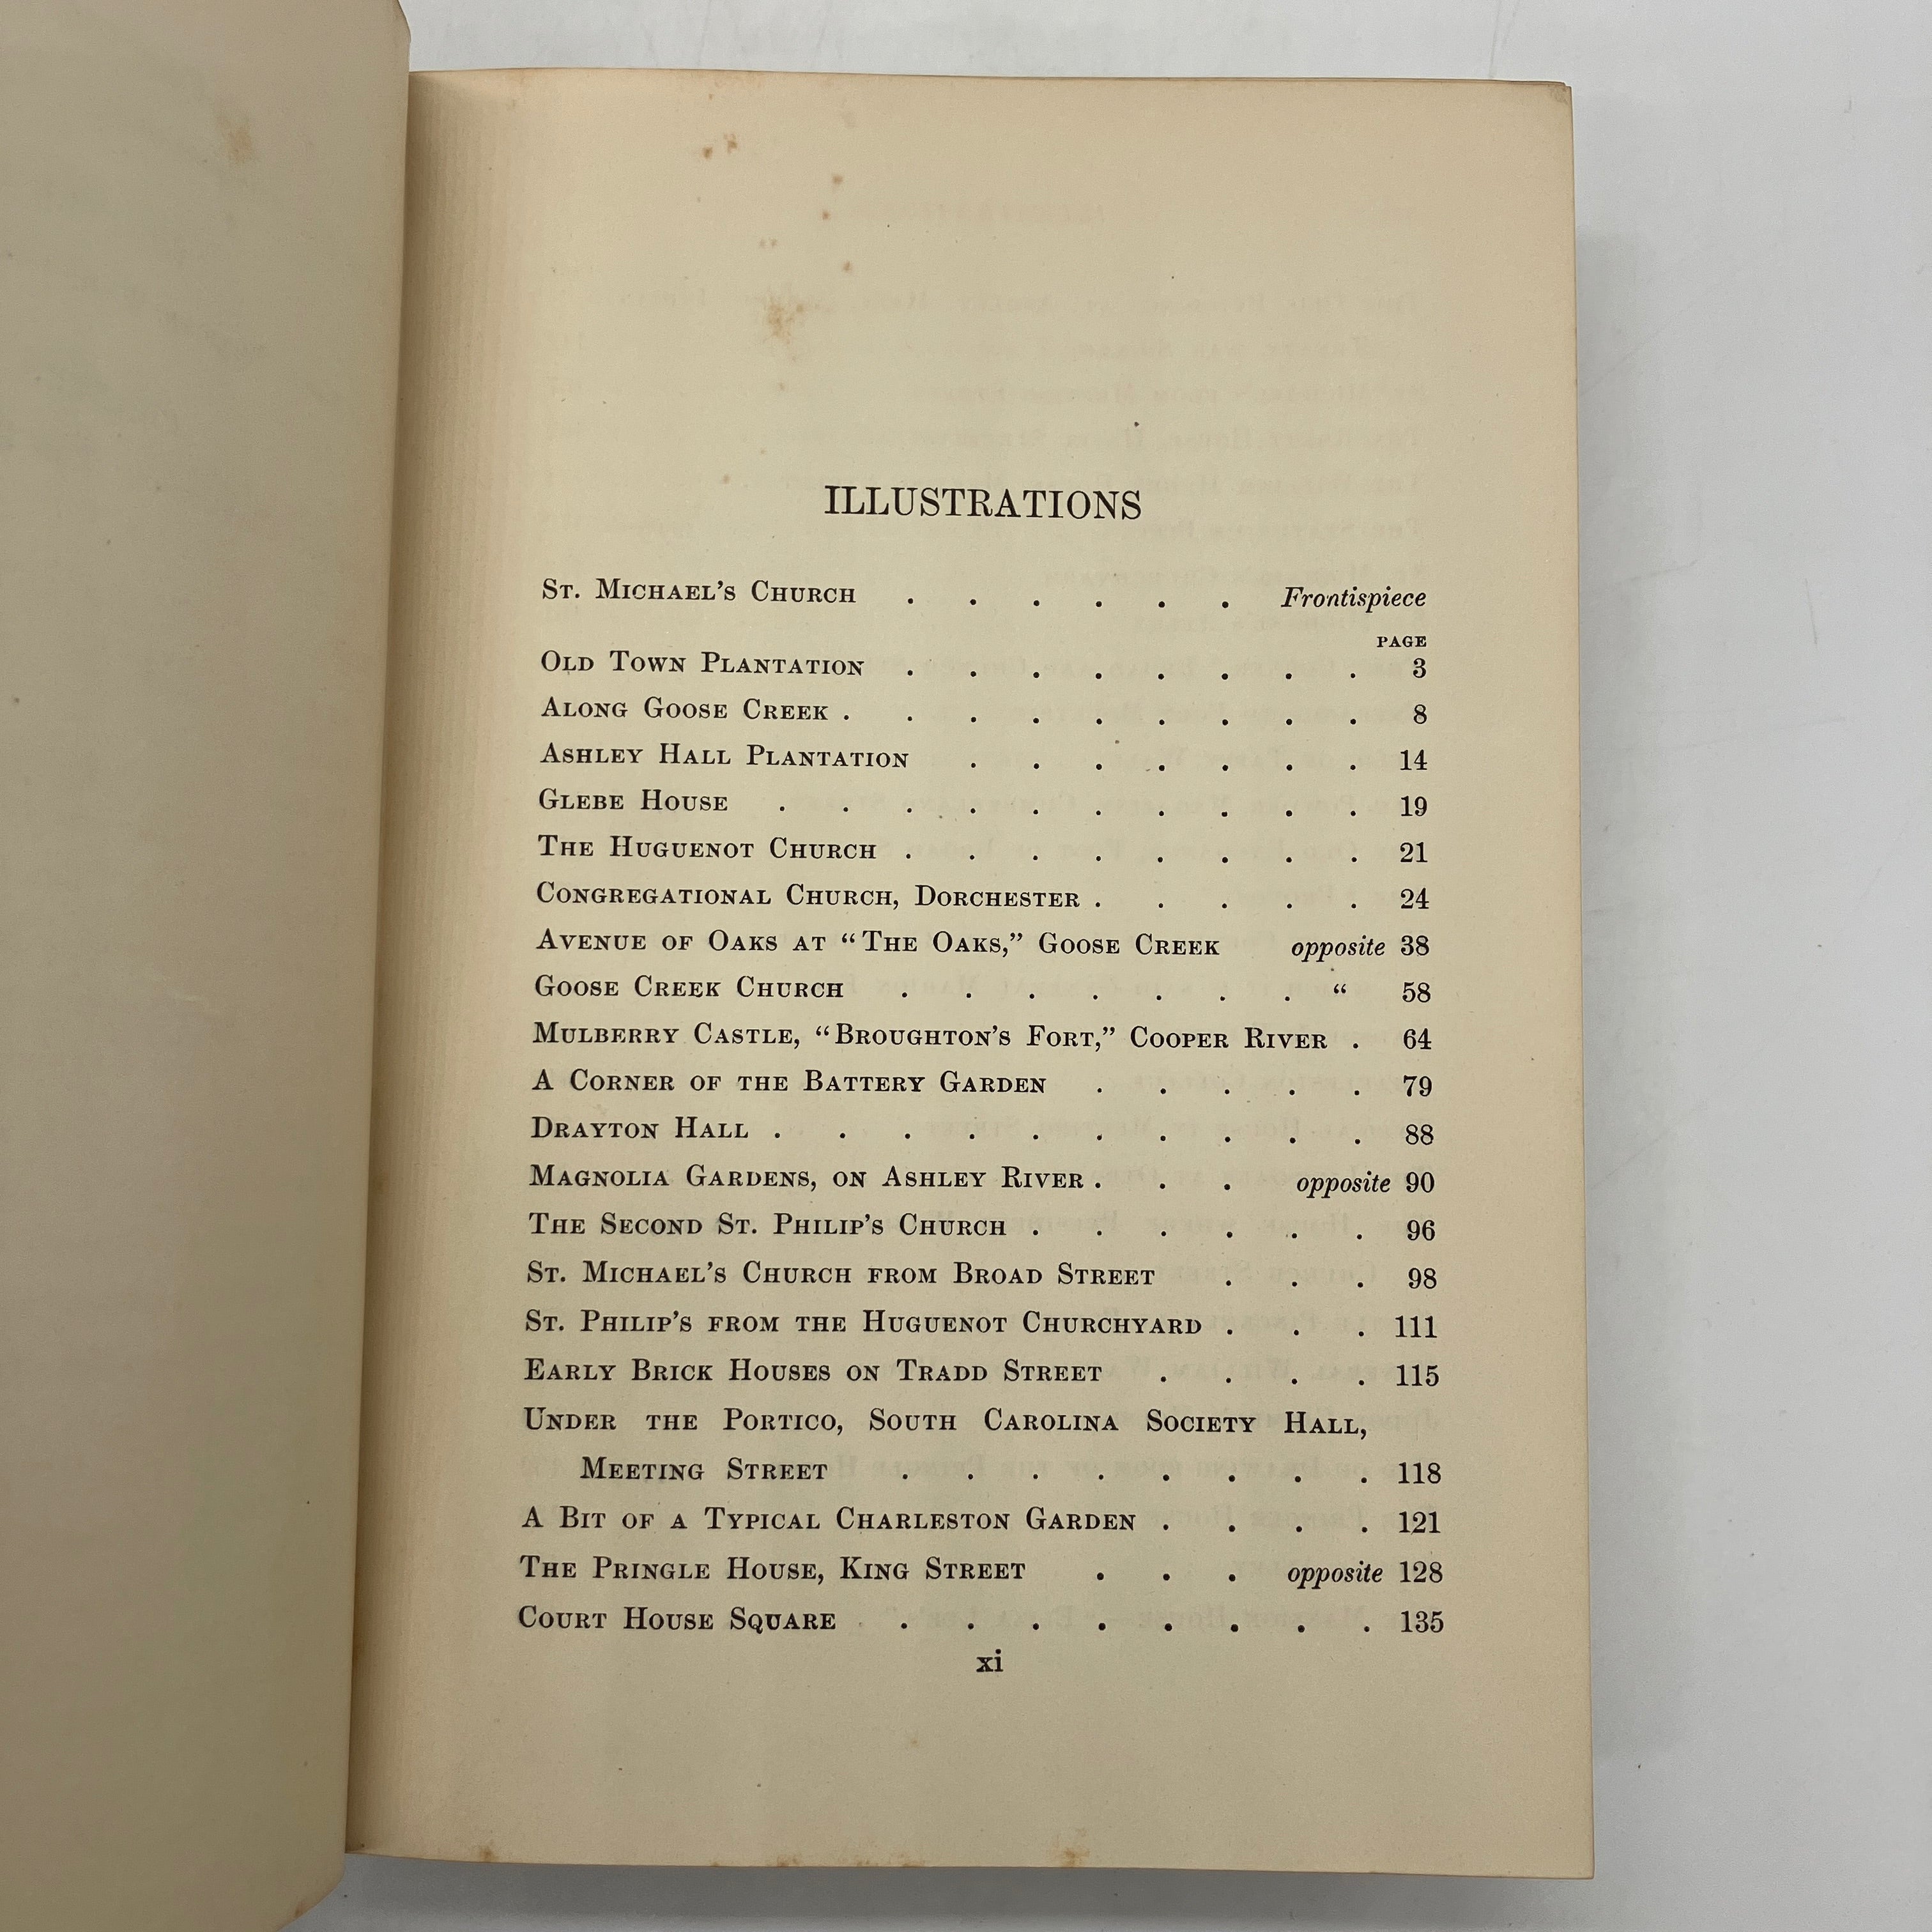 ILLUSTRATIONS
St. Michael's Church . . . . . . Frontispiece
PAGE
Old Town Plantation . . . . . . . . 3
Along Goose Creek . . . . . . . . . 8
Ashley Hall Plantation . . . . . . . 14
Glebe House . . . . . . . . . . 19
The Huguenot Church . . . . . . . . 21
Congregational Church, Dorchester . . . . . 24
Avenue of Oaks at “The Oaks,” Goose Creek opposite 38
Goose Creek Church . . . . . . . “ 58
Mulberry Castle, “Broughton's Fort,” Cooper River . 64
A Corner of the Battery Garden . . . . . 79
Drayton Hall . . . . . . . . . . 88
Magnolia Gardens, on Ashley River . . . opposite 90
The Second St. Philip's Church . . . . . . 96
St. Michael's Church from Broad Street . . . 98
St. Philip's from the Huguenot Churchyard . . . 111
Early Brick Houses on Tradd Street . . . . 115
Under the Portico, South Carolina Society Hall,
Meeting Street . . . . . . . . 118
A Bit of a Typical Charleston Garden . . . . 121
The Pringle House, King Street . . . opposite 128
Court House Square . . . . . . . . 135
xi